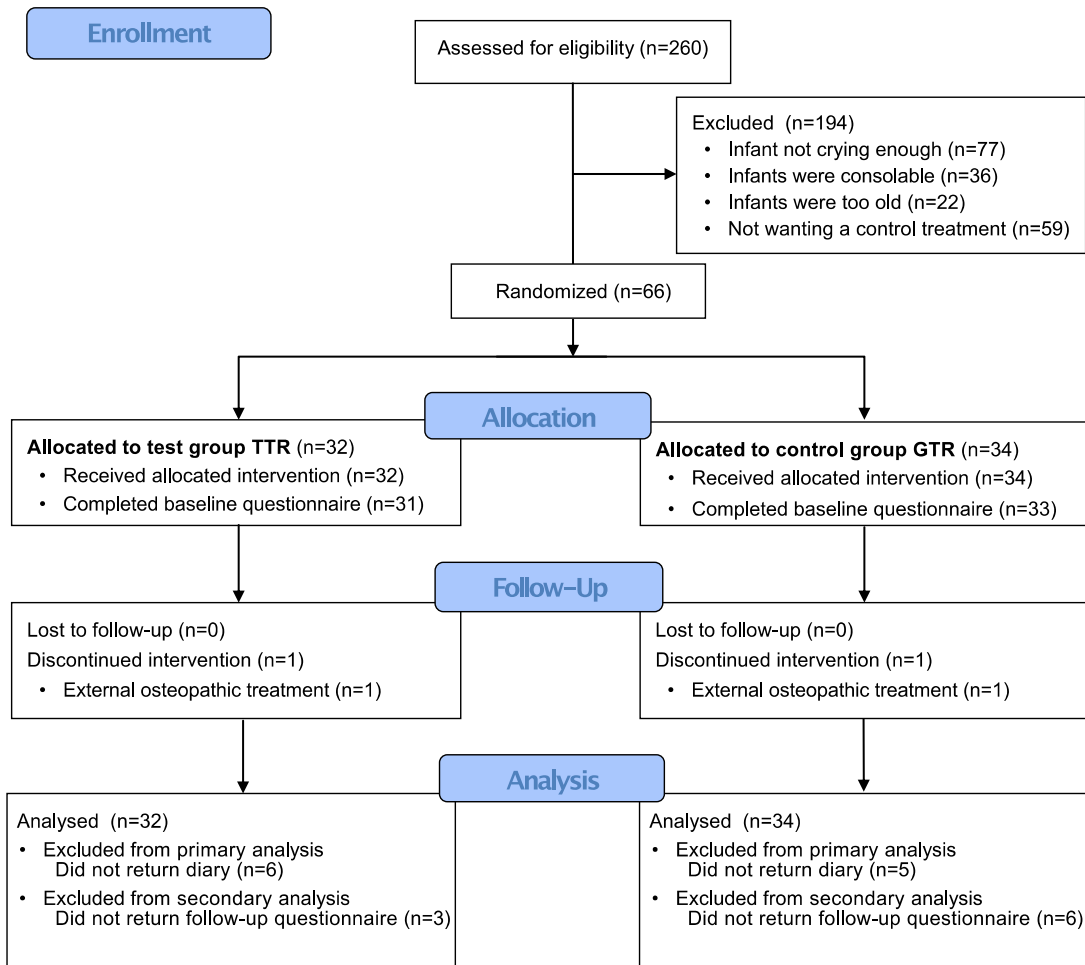 Enrollment
Assessed for eligibility (n=260)
Excluded (n=194)
• Infant not crying enough (n=77)
• Infants were consolable (n=36)
• Infants were too old (n=22)
• Not wanting a control treatment (n=59)
Randomized (n=66)
Allocation
Allocated to test group TTR (n=32)
• Received allocated intervention (n=32)
• Completed baseline questionnaire (n=31)
Allocated to control group GTR (n=34)
• Received allocated intervention (n=34)
• Completed baseline questionnaire (n=33)
Follow-Up
Lost to follow-up (n=0)
Discontinued intervention (n=1)
• External osteopathic treatment (n=1)
Lost to follow-up (n=0)
Discontinued intervention (n=1)
• External osteopathic treatment (n=1)
Analysis
Analysed (n=32)
• Excluded from primary analysis
Did not return diary (n=6)
• Excluded from secondary analysis
Did not return follow-up questionnaire (n=3)
Analysed (n=34)
• Excluded from primary analysis
Did not return diary (n=5)
• Excluded from secondary analysis
Did not return follow-up questionnaire (n=6)